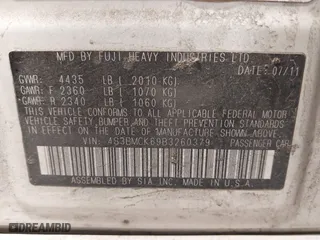 MFD. BY FUJI HEAVY INDUSTRIES LTD.
DATE: 07/11
GVWR: 4435 LB ( 2010 KG)
GAWR: F 2360 LB ( 1070 KG)
GAWR: R 2340 LB ( 1060 KG)
THIS VEHICLE CONFORMS TO ALL APPLICABLE FEDERAL MOTOR
VEHICLE SAFETY, BUMPER AND THEFT PREVENTION STANDARDS
IN EFFECT ON THE DATE OF MANUFACTURE SHOWN ABOVE.
VIN: 4S3BMCK69B3260379 PASSENGER CAR
ASSEMBLED BY SIA, INC. MADE IN U.S.A.
DREAMBID